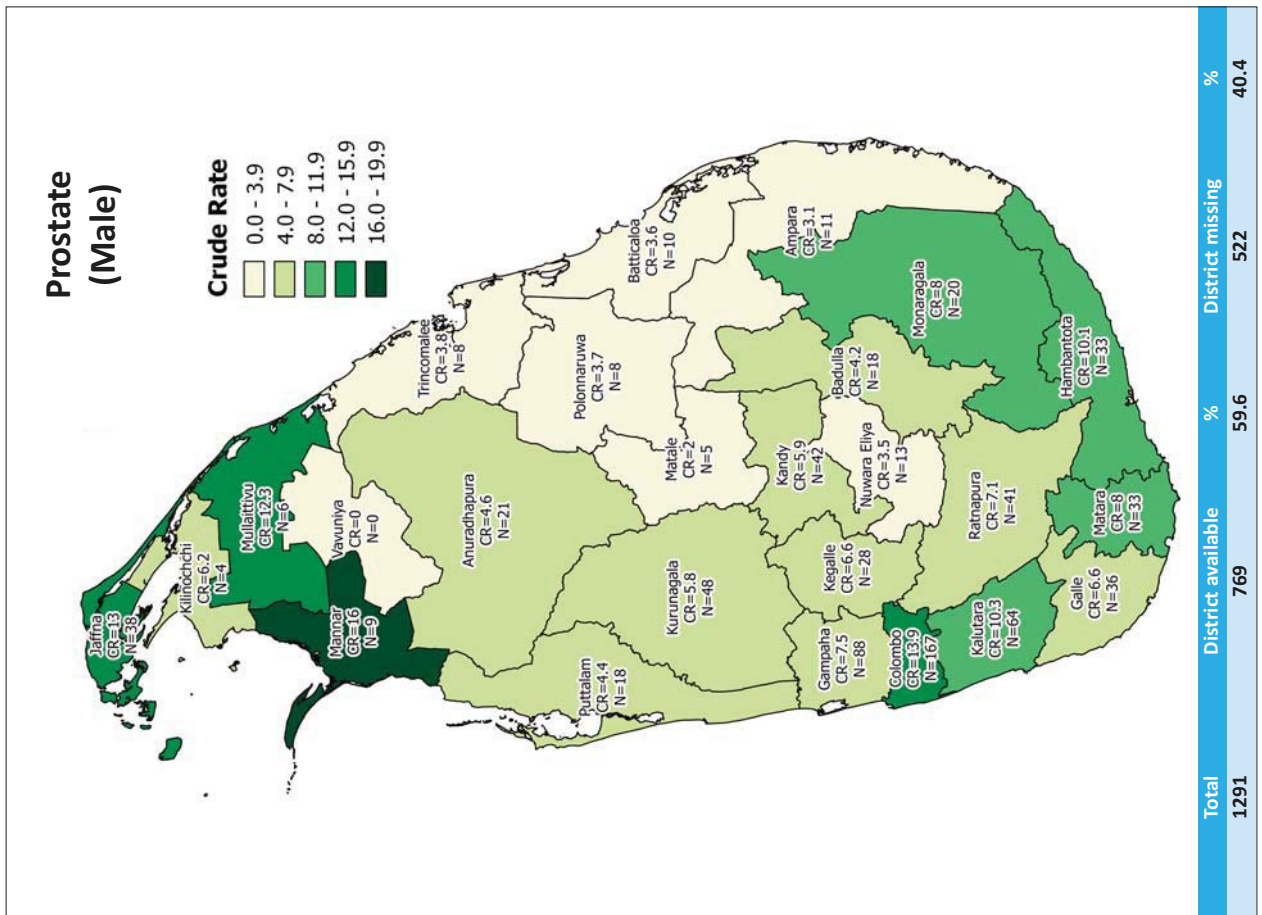 Prostate
(Male)
Crude Rate
0.0 - 3.9
4.0 - 7.9
8.0 - 11.9
12.0 - 15.9
16.0 - 19.9
Jaffna
CR=13
N=38
Kilinochchi
CR=6.2
N=4
Mullaittivu
CR=12.3
N=6
Mannar
CR=16
N=9
Vavuniya
CR=0
N=0
Trincomalee
CR=3.8
N=8
Anuradhapura
CR=4.6
N=21
Polonnaruwa
CR=3.7
N=8
Batticaloa
CR=3.6
N=10
Puttalam
CR=4.4
N=18
Kurunagala
CR=5.8
N=48
Matale
CR=2
N=5
Ampara
CR=3.1
N=11
Kandy
CR=5.9
N=42
Kegalle
CR=6.6
N=28
Gampaha
CR=7.5
N=88
Colombo
CR=13.9
N=167
Nuwara Eliya
CR=3.5
N=13
Badulla
CR=4.2
N=18
Monaragala
CR=8
N=20
Ratnapura
CR=7.1
N=41
Kalutara
CR=10.3
N=64
Galle
CR=6.6
N=36
Matara
CR=8
N=33
Hambantota
CR=10.1
N=33
Total District available % District missing %
1291 769 59.6 522 40.4